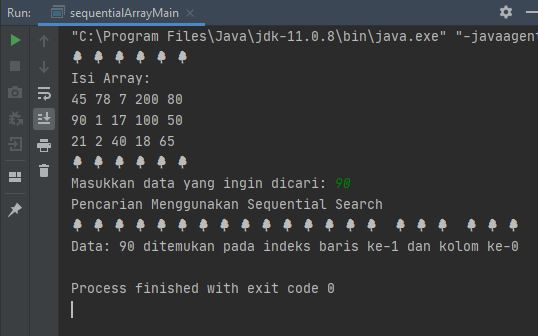 Run: sequentialArrayMain ×
"C:\Program Files\Java\jdk-11.0.8\bin\java.exe" "-javaagent
🌳 🌳 🌳 🌳 🌳 🌳
Isi Array:
45 78 7 200 80
90 1 17 100 50
21 2 40 18 65
🌳 🌳 🌳 🌳 🌳 🌳
Masukkan data yang ingin dicari: 90
Pencarian Menggunakan Sequential Search
🌳 🌳 🌳 🌳 🌳 🌳 🌳 🌳 🌳 🌳 🌳 🌳 🌳 🌳 🌳 🌳 🌳 🌳 🌳
Data: 90 ditemukan pada indeks baris ke-1 dan kolom ke-0
Process finished with exit code 0